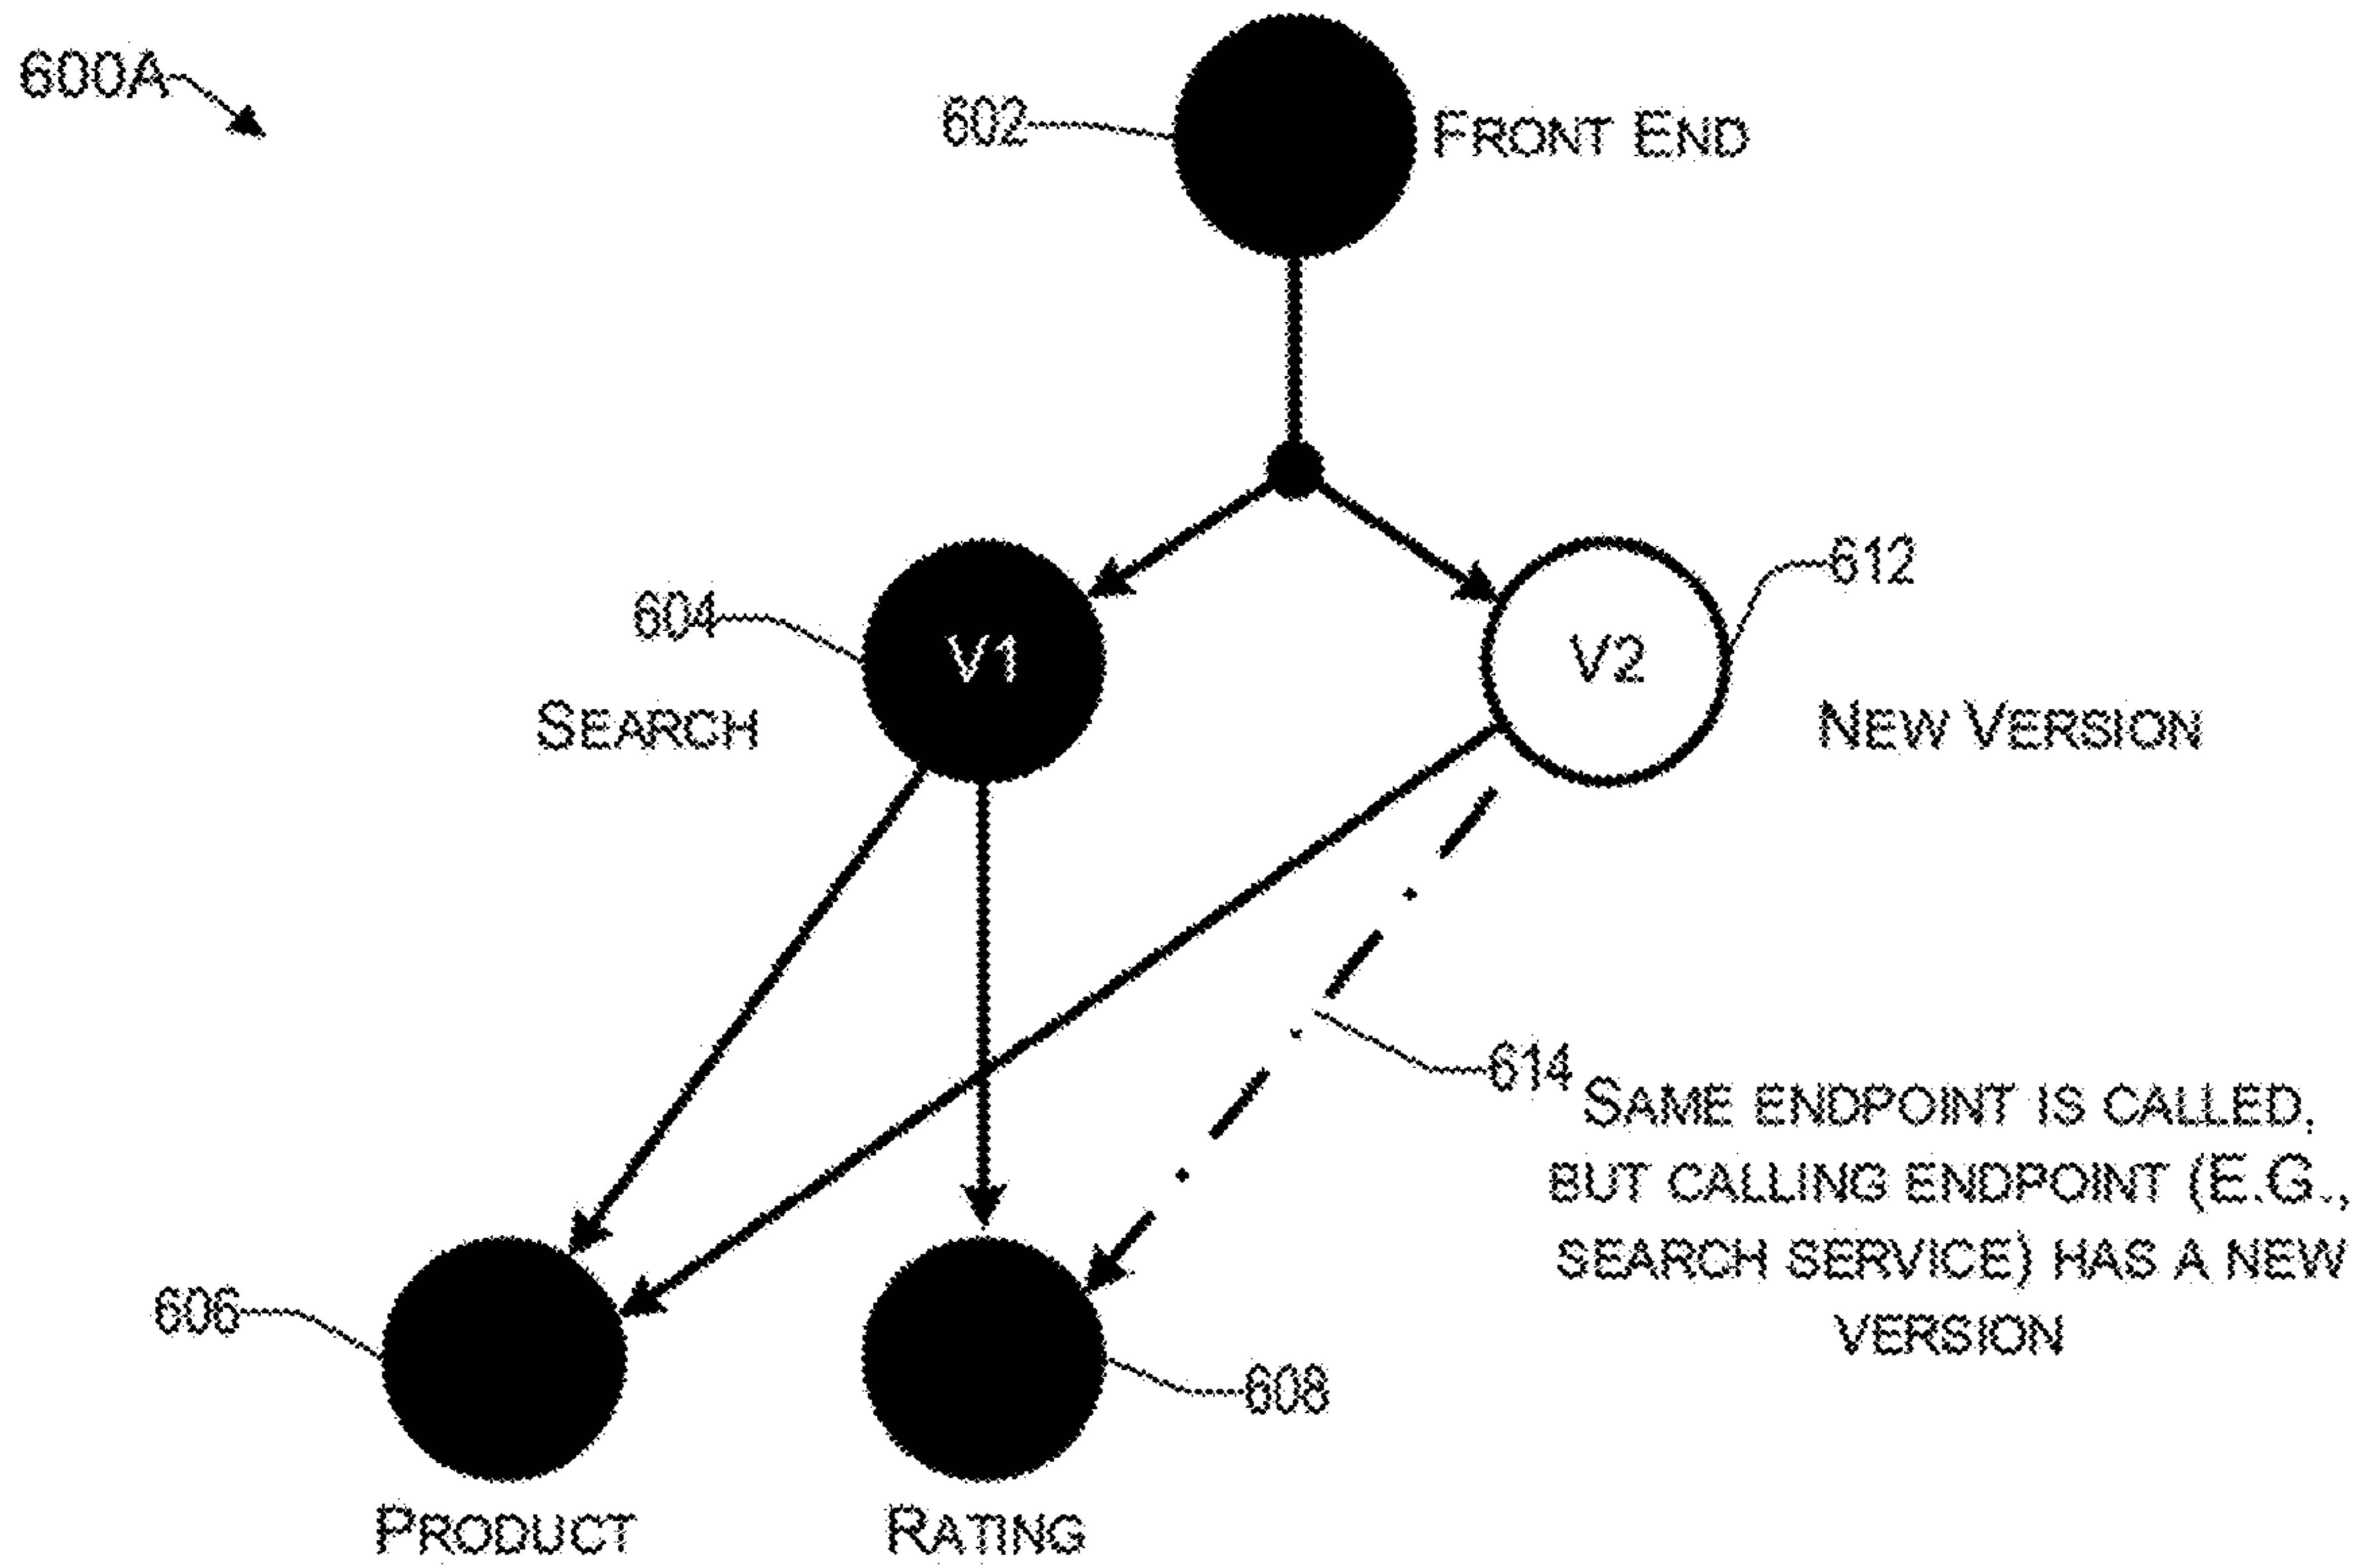 600A
602
FRONT END
604
V1
V2
612
SEARCH
NEW VERSION
614
SAME ENDPOINT IS CALLED,
BUT CALLING ENDPOINT (E.G.,
SEARCH SERVICE) HAS A NEW
VERSION
606
608
PRODUCT
RATING